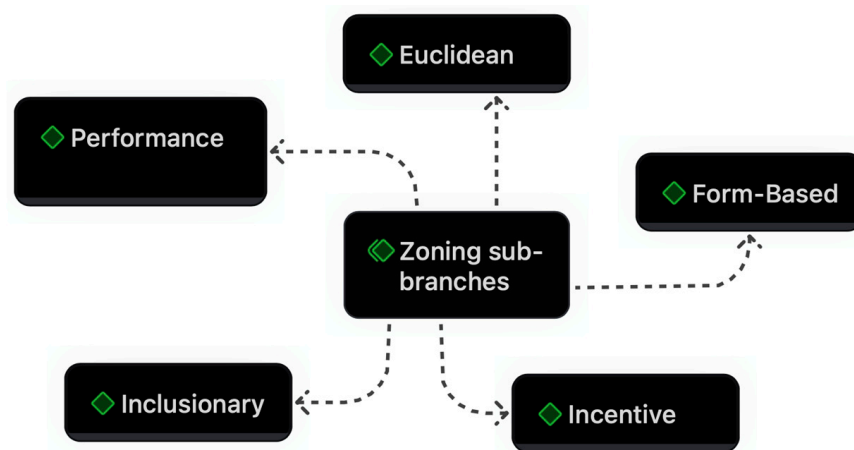 Euclidean
Performance
Form-Based
Zoning sub-
branches
Inclusionary
Incentive